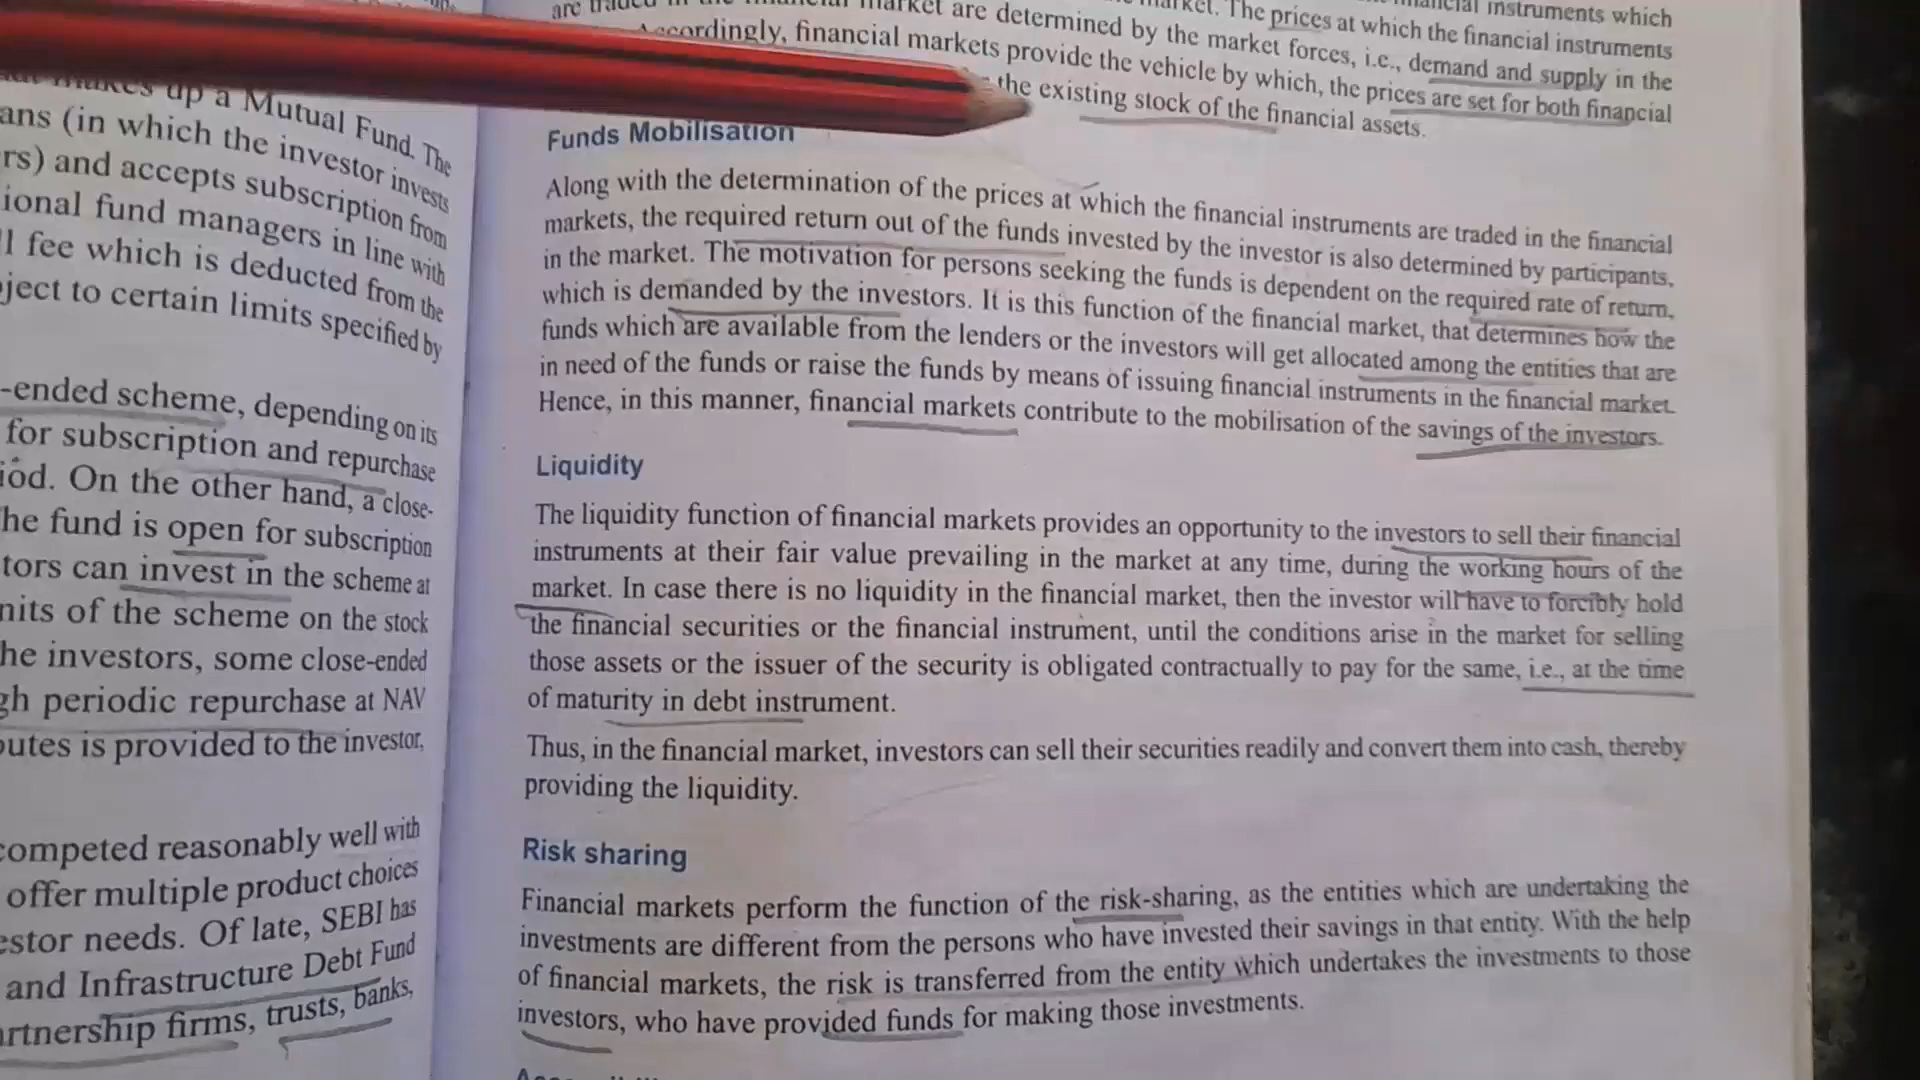 makes up a Mutual Fund. The
ans (in which the investor invests
rs) and accepts subscription from
ional fund managers in line with
l fee which is deducted from the
ject to certain limits specified by
-ended scheme, depending on its
for subscription and repurchase
iod. On the other hand, a close-
he fund is open for subscription
tors can invest in the scheme at
nits of the scheme on the stock
he investors, some close-ended
gh periodic repurchase at NAV
outes is provided to the investor,
competed reasonably well with
offer multiple product choices
estor needs. Of late, SEBI has
and Infrastructure Debt Fund
artnership firms, trusts, banks,
instruments which
are traded in the market. The prices at which the financial instruments
market are determined by the market forces, i.e., demand and supply in the
Accordingly, financial markets provide the vehicle by which, the prices are set for both financial
the existing stock of the financial assets.
Funds Mobilisation
Along with the determination of the prices at which the financial instruments are traded in the financial
markets, the required return out of the funds invested by the investor is also determined by participants,
in the market. The motivation for persons seeking the funds is dependent on the required rate of return,
which is demanded by the investors. It is this function of the financial market, that determines how the
funds which are available from the lenders or the investors will get allocated among the entities that are
in need of the funds or raise the funds by means of issuing financial instruments in the financial market.
Hence, in this manner, financial markets contribute to the mobilisation of the savings of the investors.
Liquidity
The liquidity function of financial markets provides an opportunity to the investors to sell their financial
instruments at their fair value prevailing in the market at any time, during the working hours of the
market. In case there is no liquidity in the financial market, then the investor will have to forcibly hold
the financial securities or the financial instrument, until the conditions arise in the market for selling
those assets or the issuer of the security is obligated contractually to pay for the same, i.e., at the time
of maturity in debt instrument.
Thus, in the financial market, investors can sell their securities readily and convert them into cash, thereby
providing the liquidity.
Risk sharing
Financial markets perform the function of the risk-sharing, as the entities which are undertaking the
investments are different from the persons who have invested their savings in that entity. With the help
of financial markets, the risk is transferred from the entity which undertakes the investments to those
investors, who have provided funds for making those investments.